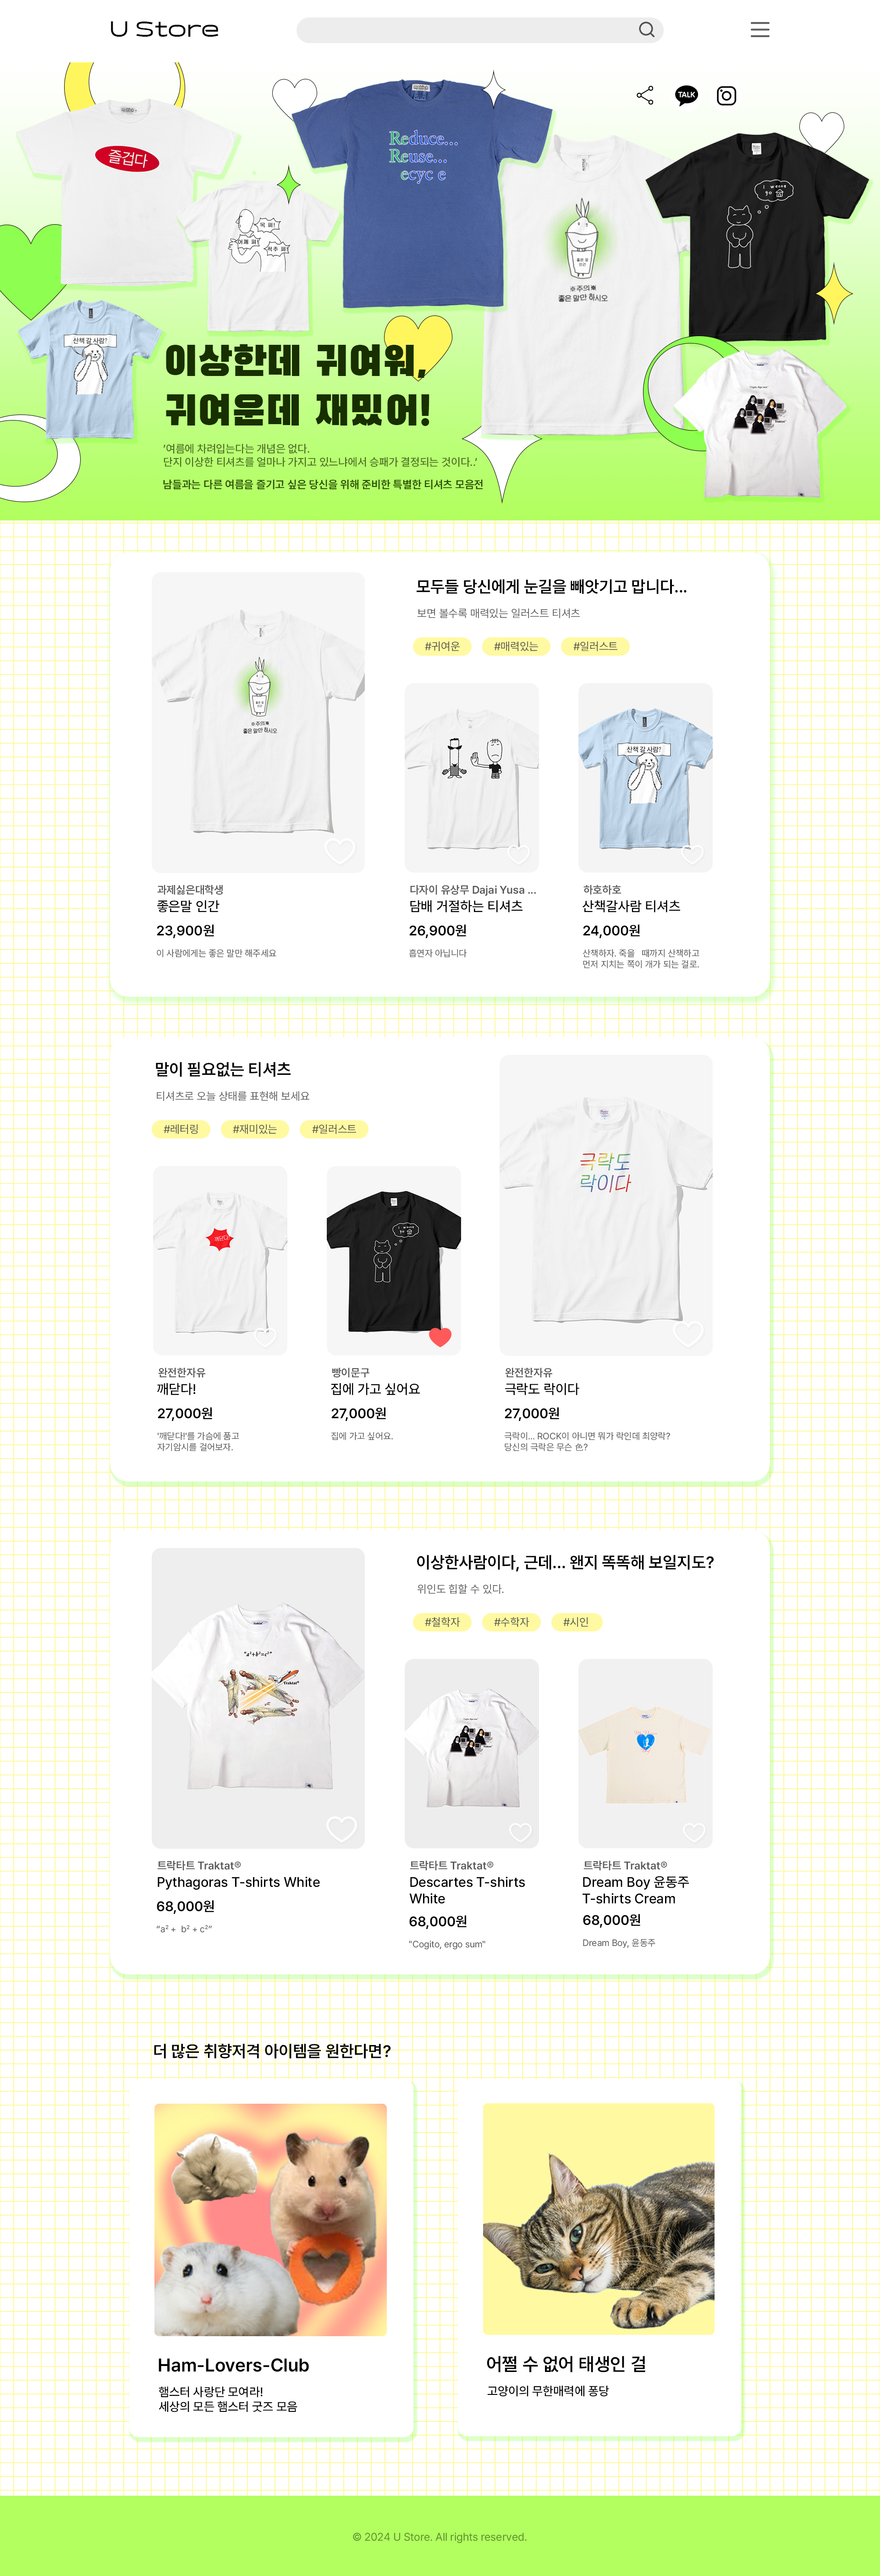 U Store
TALK
즐겁다
Reduce...
Reuse...
ecyc e
※주의※
좋은 말만 하시오
산책 갈 사람?
이상한데 귀여워,
귀여운데 재밌어!
‘여름에 차려입는다는 개념은 없다.
단지 이상한 티셔츠를 얼마나 가지고 있느냐에서 승패가 결정되는 것이다..’
남들과는 다른 여름을 즐기고 싶은 당신을 위해 준비한 특별한 티셔츠 모음전
모두들 당신에게 눈길을 빼앗기고 맙니다...
보면 볼수록 매력있는 일러스트 티셔츠
#귀여운 #매력있는 #일러스트
※주의※
좋은 말만 하시오
산책 갈 사람?
과제싫은대학생
좋은말 인간
23,900원
이 사람에게는 좋은 말만 해주세요
다자이 유상무 Dajai Yusa ...
담배 거절하는 티셔츠
26,900원
흡연자 아닙니다
하호하호
산책갈사람 티셔츠
24,000원
산책하자. 죽을 때까지 산책하고
먼저 지치는 쪽이 개가 되는 걸로.
말이 필요없는 티셔츠
티셔츠로 오늘 상태를 표현해 보세요
#레터링 #재미있는 #일러스트
깨닫다
극락도
락이다
완전한자유
깨닫다!
27,000원
'깨닫다!'를 가슴에 품고
자기암시를 걸어보자.
빵이문구
집에 가고 싶어요
27,000원
집에 가고 싶어요.
완전한자유
극락도 락이다
27,000원
극락이... ROCK이 아니면 뭐가 락인데 최양락?
당신의 극락은 무슨 色?
이상한사람이다, 근데... 왠지 똑똑해 보일지도?
위인도 힙할 수 있다.
#철학자 #수학자 #시인
"a²+b²=c²"
Traktat®
트락타트 Traktat®
Pythagoras T-shirts White
68,000원
"a² + b² + c²"
트락타트 Traktat®
Descartes T-shirts
White
68,000원
"Cogito, ergo sum"
트락타트 Traktat®
Dream Boy 윤동주
T-shirts Cream
68,000원
Dream Boy, 윤동주
더 많은 취향저격 아이템을 원한다면?
Ham-Lovers-Club
햄스터 사랑단 모여라!
세상의 모든 햄스터 굿즈 모음
어쩔 수 없어 태생인 걸
고양이의 무한매력에 퐁당
© 2024 U Store. All rights reserved.